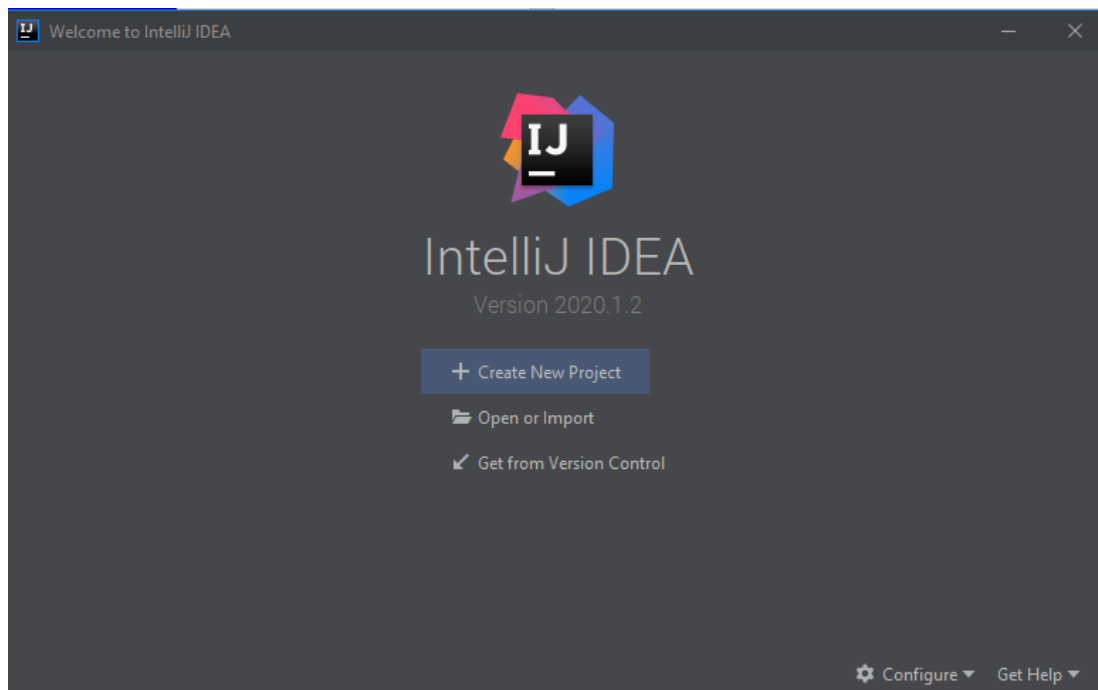 Welcome to IntelliJ IDEA
IJ
IntelliJ IDEA
Version 2020.1.2
Create New Project
Open or Import
Get from Version Control
Configure Get Help